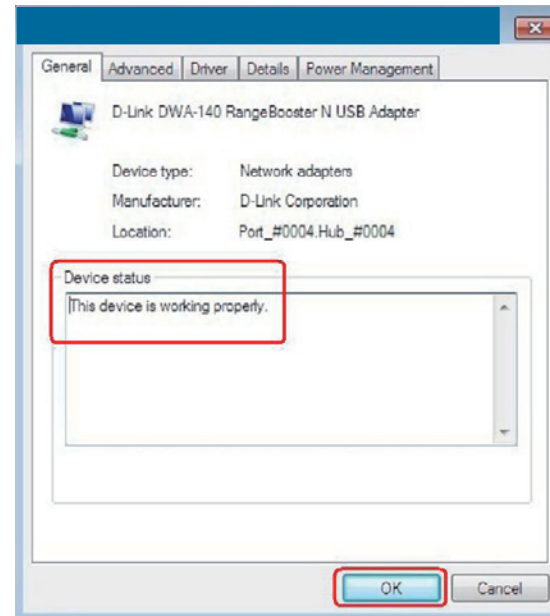 General Advanced Driver Details Power Management
D-Link DWA-140 RangeBooster N USB Adapter
Device type: Network adapters
Manufacturer: D-Link Corporation
Location: Port_#0004.Hub_#0004
Device status
This device is working properly.
OK Cancel